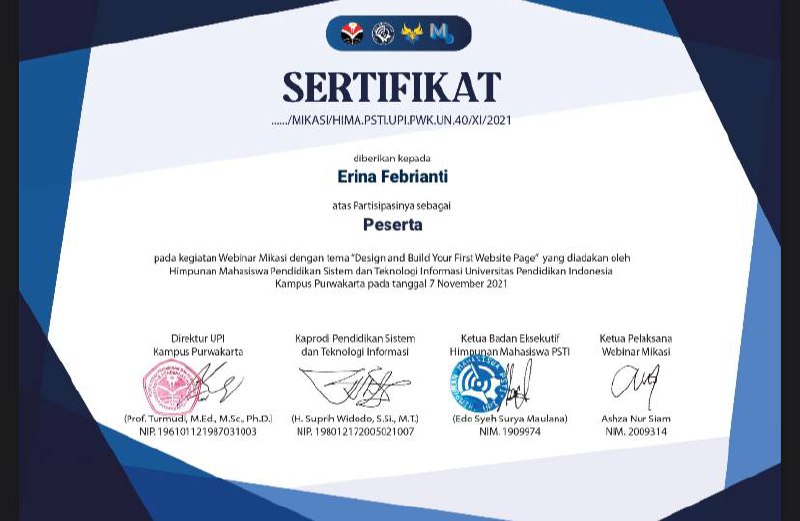 SERTIFIKAT
....../MIKASI/HIMA.PSTI.UPI.PWK.UN.40/XI/2021
diberikan kepada
Erina Febrianti
atas Partisipasinya sebagai
Peserta
pada kegiatan Webinar Mikasi dengan tema "Design and Build Your First Website Page" yang diadakan oleh
Himpunan Mahasiswa Pendidikan Sistem dan Teknologi Informasi Universitas Pendidikan Indonesia
Kampus Purwakarta pada tanggal 7 November 2021
Direktur UPI
Kampus Purwakarta
(Prof. Turmudi, M.Ed., M.Sc., Ph.D.)
NIP. 196101121987031003
Kaprodi Pendidikan Sistem
dan Teknologi Informasi
(H. Suprih Widodo, S.Si., M.T.)
NIP. 198012172005021007
Ketua Badan Eksekutif
Himpunan Mahasiswa PSTI
(Edo Syeh Surya Maulana)
NIM. 1909974
Ketua Pelaksana
Webinar Mikasi
Ashza Nur Siam
NIM. 2009314